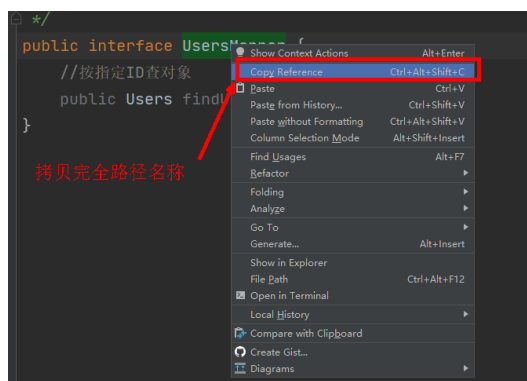 */
public interface UsersMapper {
//按指定ID查对象
public Users findU
}
拷贝完全路径名称
Show Context Actions Alt+Enter
Copy Reference Ctrl+Alt+Shift+C
Paste Ctrl+V
Paste from History... Ctrl+Shift+V
Paste without Formatting Ctrl+Alt+Shift+V
Column Selection Mode Alt+Shift+Insert
Find Usages Alt+F7
Refactor
Folding
Analyze
Go To
Generate... Alt+Insert
Show in Explorer
File Path Ctrl+Alt+F12
Open in Terminal
Local History
Compare with Clipboard
Create Gist...
Diagrams